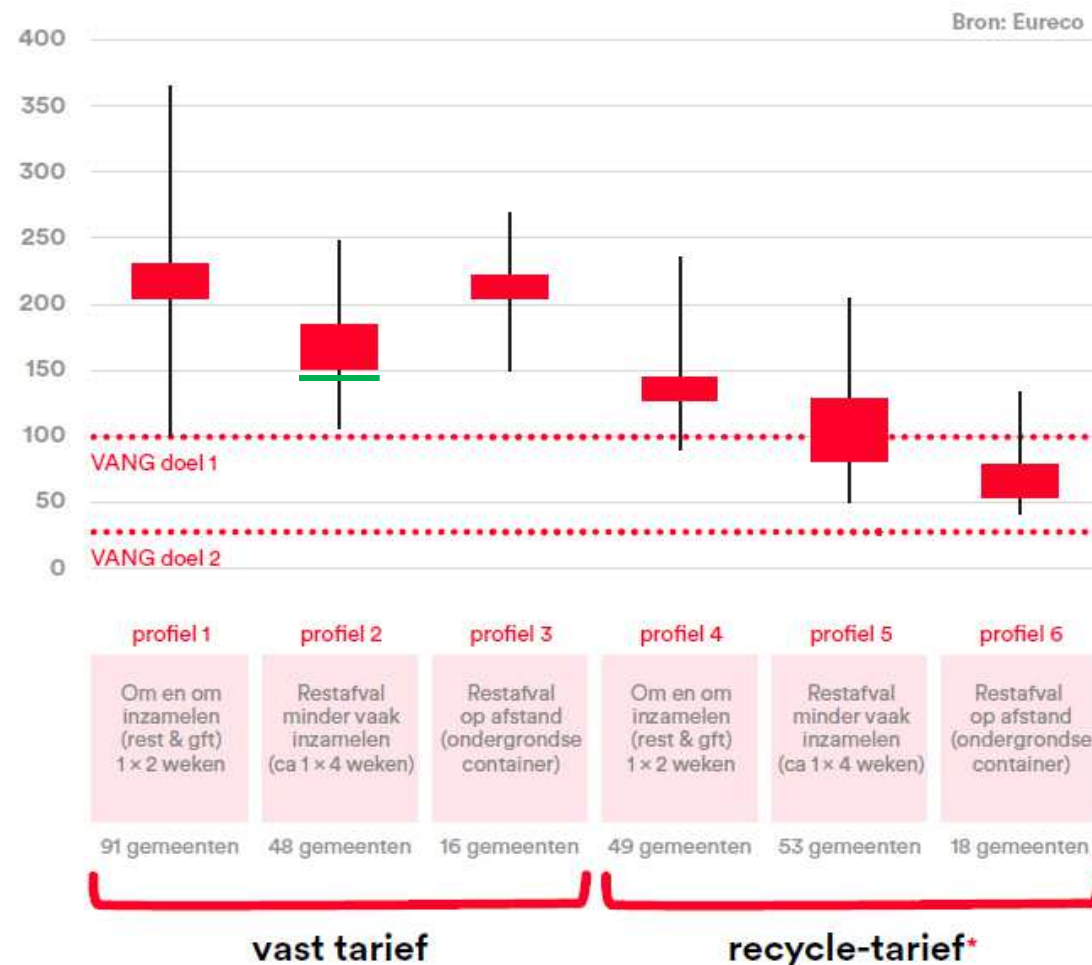 Bron: Eureco
400
350
300
250
200
150
100
VANG doel 1
50
VANG doel 2
0
profiel 1
profiel 2
profiel 3
profiel 4
profiel 5
profiel 6
Om en om
inzamelen
(rest & gft)
1 × 2 weken
Restafval
minder vaak
inzamelen
(ca 1 × 4 weken)
Restafval
op afstand
(ondergrondse
container)
Om en om
inzamelen
(rest & gft)
1 × 2 weken
Restafval
minder vaak
inzamelen
(ca 1 × 4 weken)
Restafval
op afstand
(ondergrondse
container)
91 gemeenten
48 gemeenten
16 gemeenten
49 gemeenten
53 gemeenten
18 gemeenten
vast tarief
recycle-tarief*